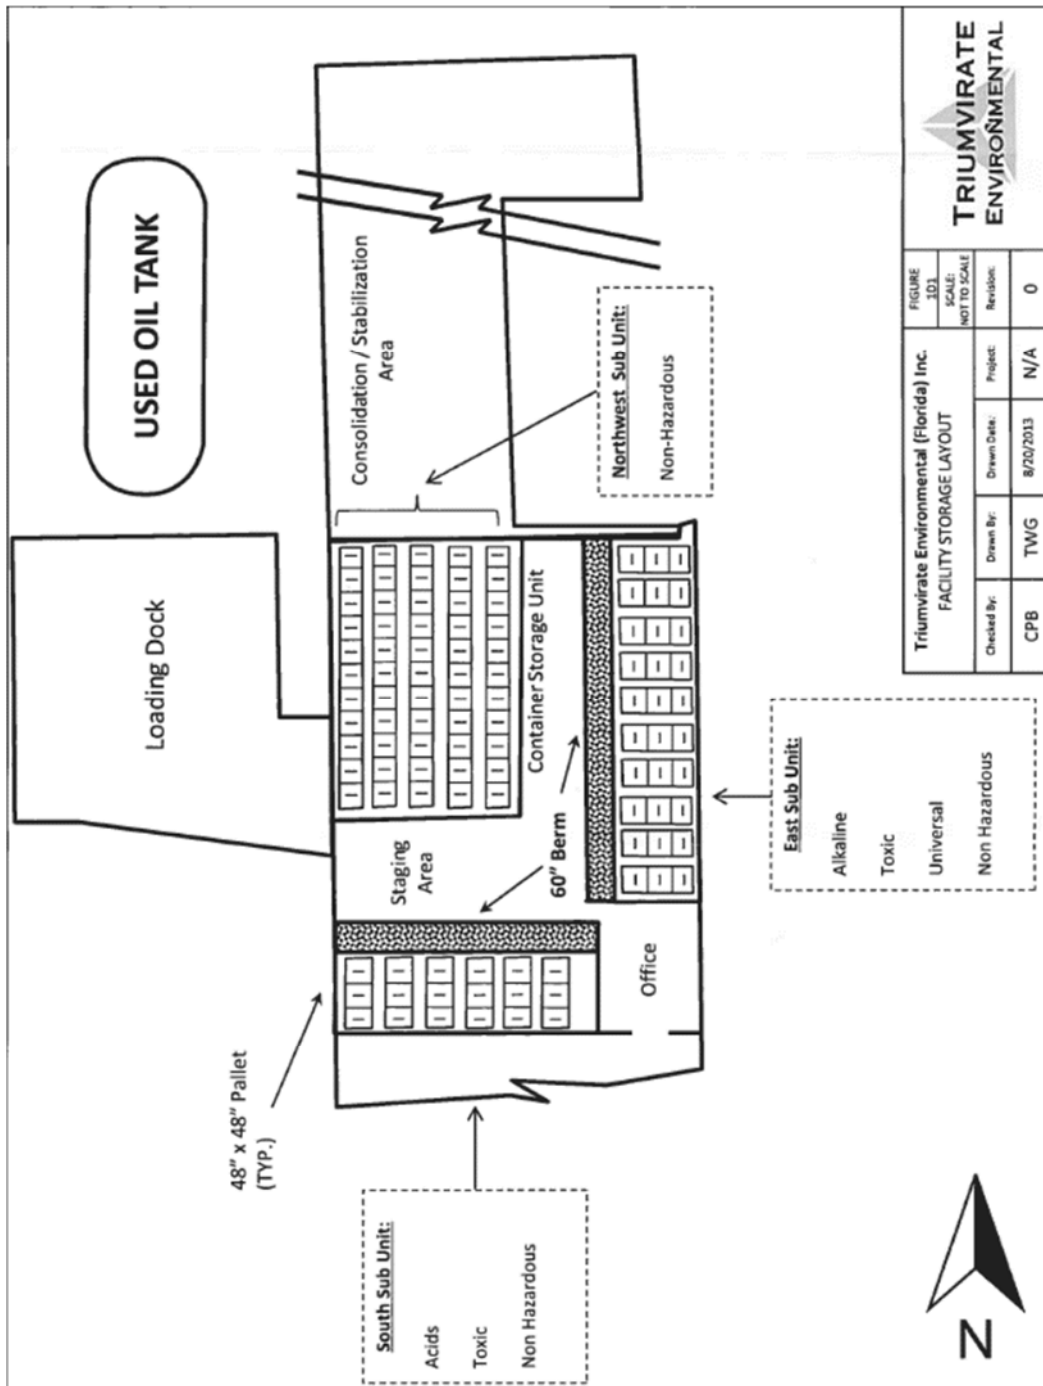 USED OIL TANK
Loading Dock
Consolidation / Stabilization
Area
Container Storage Unit
Staging
Area
60" Berm
Office
48" x 48" Pallet
(TYP.)
Northwest Sub Unit:
Non-Hazardous
East Sub Unit:
Alkaline
Toxic
Universal
Non Hazardous
South Sub Unit:
Acids
Toxic
Non Hazardous
N
Triumvirate Environmental (Florida) Inc.
FACILITY STORAGE LAYOUT
FIGURE
1D1
SCALE:
NOT TO SCALE
Checked By:
Drawn By:
Drawn Date:
Project:
Revision:
CPB
TWG
8/20/2013
N/A
0
TRIUMVIRATE
ENVIRONMENTAL